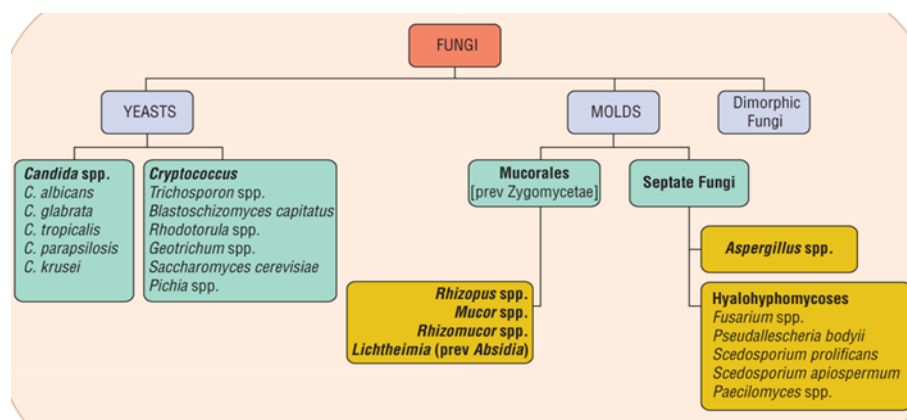 FUNGI
YEASTS
MOLDS
Dimorphic
Fungi
Candida spp.
C. albicans
C. glabrata
C. tropicalis
C. parapsilosis
C. krusei
Cryptococcus
Trichosporon spp.
Blastoschizomyces capitatus
Rhodotorula spp.
Geotrichum spp.
Saccharomyces cerevisiae
Pichia spp.
Mucorales
[prev Zygomycetae]
Septate Fungi
Rhizopus spp.
Mucor spp.
Rhizomucor spp.
Lichtheimia (prev Absidia)
Aspergillus spp.
Hyalohyphomycoses
Fusarium spp.
Pseudallescheria bodyii
Scedosporium prolificans
Scedosporium apiospermum
Paecilomyces spp.